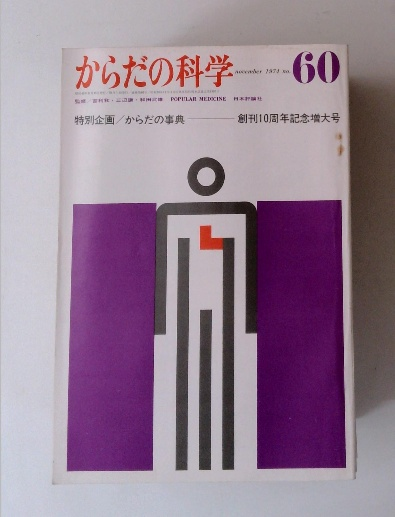 からだの科学 november 1973 no. 60
POPULAR MEDICINE 日本評論社
特別企画/からだの事典────創刊10周年記念増大号